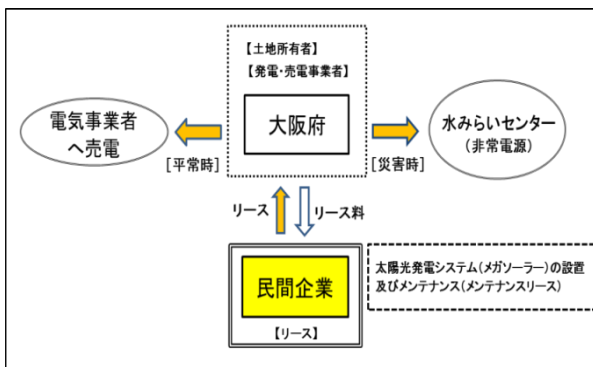 【土地所有者】
【発電・売電事業者】
大阪府
電気事業者
へ売電
[平常時]
[災害時]
水みらいセンター
(非常電源)
リース
リース料
民間企業
【リース】
太陽光発電システム(メガソーラー)の設置
及びメンテナンス(メンテナンスリース)